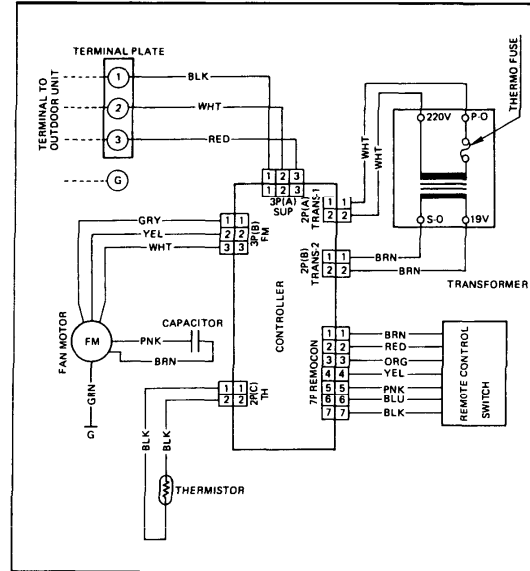 TERMINAL PLATE
TERMINAL TO
OUTDOOR UNIT
1
BLK
2
WHT
3
RED
G
THERMO FUSE
220V
P-O
WHT
WHT
S-O
19V
TRANSFORMER
1 2 3
1 2 3
3P(A)
SUP
2P(A)
TRANS-1
1 1
2 2
2P(B)
TRANS-2
1 1
2 2
BRN
BRN
GRY
YEL
WHT
1 1
2 2
3 3
3P(B)
FM
CONTROLLER
FAN MOTOR
FM
CAPACITOR
PNK
BRN
GRN
G
1 1
2 2
2P(C)
TH
BLK
BLK
THERMISTOR
7P REMOCON
1 1
2 2
3 3
4 4
5 5
6 6
7 7
BRN
RED
ORG
YEL
PNK
BLU
BLK
REMOTE CONTROL
SWITCH